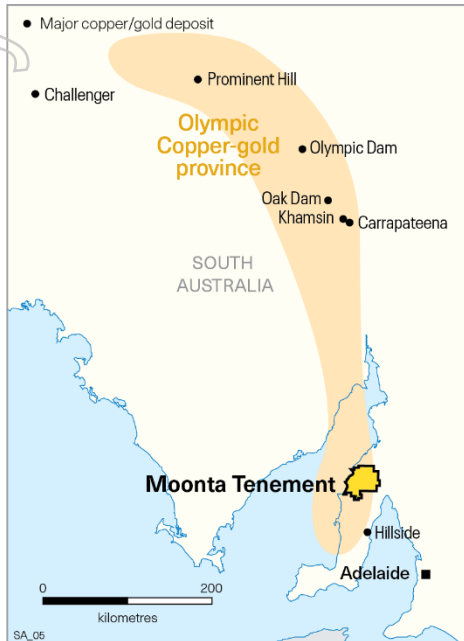 Major copper/gold deposit
Prominent Hill
Challenger
Olympic
Copper-gold
province
Olympic Dam
Oak Dam
Khamsin
Carrapateena
SOUTH
AUSTRALIA
Moonta Tenement
Hillside
Adelaide
0 200
kilometres
SA_05